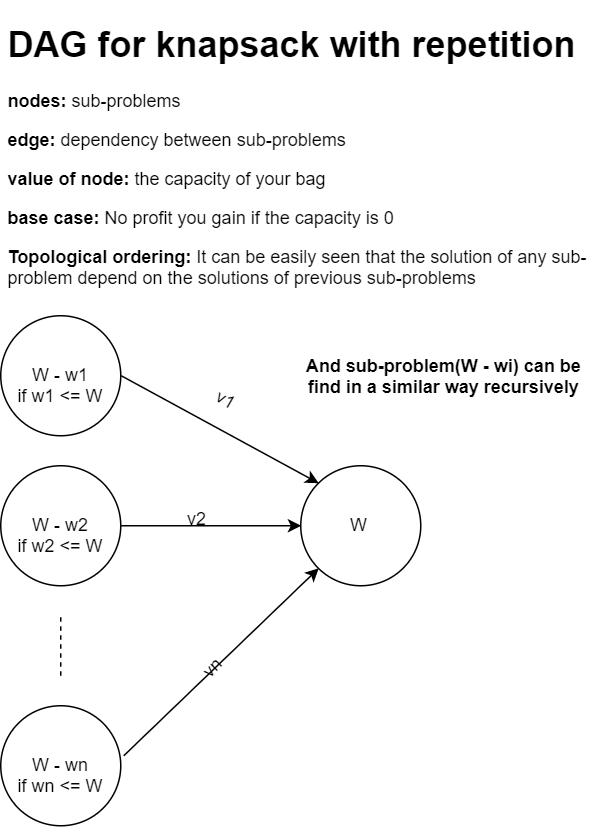 DAG for knapsack with repetition
nodes: sub-problems
edge: dependency between sub-problems
value of node: the capacity of your bag
base case: No profit you gain if the capacity is 0
Topological ordering: It can be easily seen that the solution of any sub-
problem depend on the solutions of previous sub-problems
And sub-problem(W - wi) can be
find in a similar way recursively
W - w1
if w1 <= W
v1
W - w2
if w2 <= W
v2
W
vn
W - wn
if wn <= W